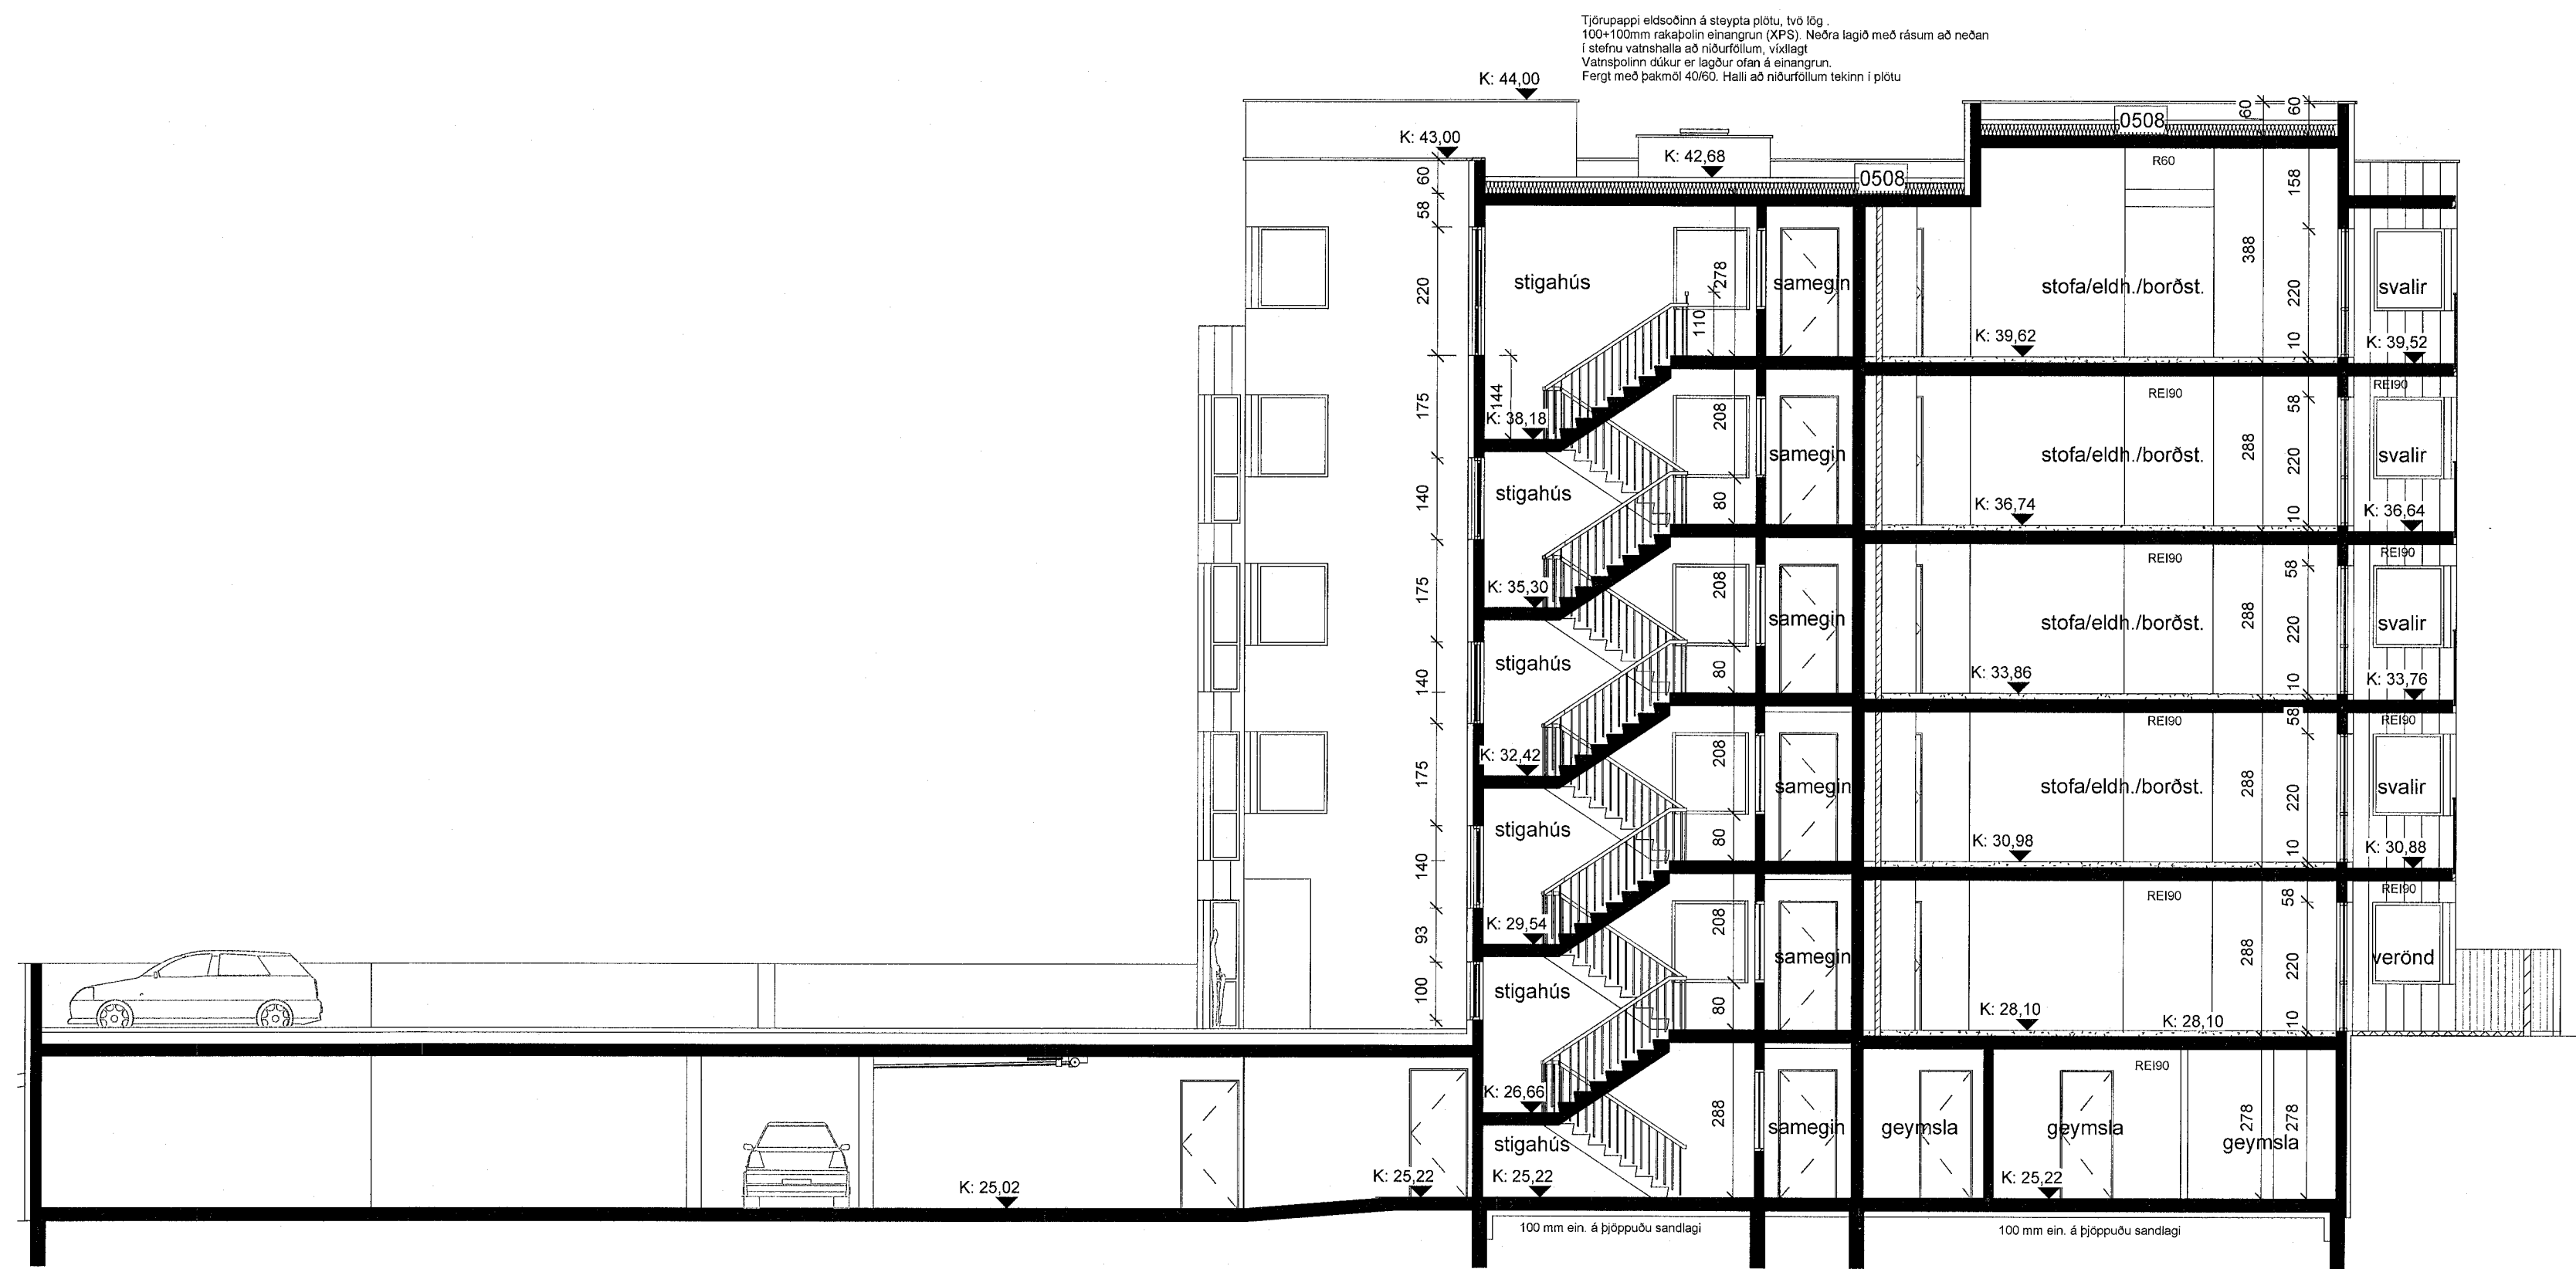 Tjörupappi eldsoðinn á steypta plötu, tvö lög .
100+100mm rakaþolin einangrun (XPS). Neðra lagið með rásum að neðan
í stefnu vatnshalla að niðurföllum, víxllagt
Vatnsþolinn dúkur er lagður ofan á einangrun.
Fergt með þakmöl 40/60. Halli að niðurföllum tekinn í plötu
K: 44,00
60 60
0508
K: 43,00
K: 42,68
R60
0508
60
158
58
388
278
220
stigahús
samegin
stofa/eldh./borðst.
220
svalir
110
K: 39,62
10
K: 39,52
REI90
REI90
144
175
208
58
K: 38,18
samegin
stofa/eldh./borðst.
288
220
svalir
140
stigahús
80
K: 36,74
10
K: 36,64
REI90
REI90
58
175
K: 35,30
208
samegin
stofa/eldh./borðst.
288
220
svalir
140
stigahús
80
K: 33,86
10
K: 33,76
REI90
58
REI90
175
K: 32,42
208
samegin
stofa/eldh./borðst.
288
220
svalir
140
stigahús
80
K: 30,98
10
K: 30,88
REI90
58
REI90
93
K: 29,54
208
samegin
288
220
verönd
100
stigahús
80
K: 28,10
K: 28,10
10
REI90
K: 26,66
288
stigahús
samegin
geymsla
geymsla
278
geymsla
278
K: 25,02
K: 25,22
K: 25,22
K: 25,22
100 mm ein. á þjöppuðu sandlagi
100 mm ein. á þjöppuðu sandlagi